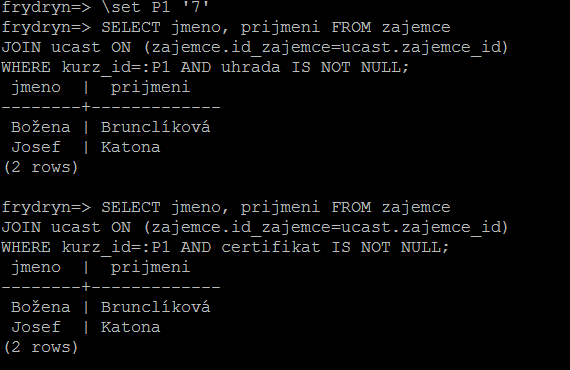 frydryn=> \set P1 '7'
frydryn=> SELECT jmeno, prijmeni FROM zajemce
JOIN ucast ON (zajemce.id_zajemce=ucast.zajemce_id)
WHERE kurz_id=:P1 AND uhrada IS NOT NULL;
 jmeno  |  prijmeni
--------+-------------
 Božena | Brunclíková
 Josef  | Katona
(2 rows)

frydryn=> SELECT jmeno, prijmeni FROM zajemce
JOIN ucast ON (zajemce.id_zajemce=ucast.zajemce_id)
WHERE kurz_id=:P1 AND certifikat IS NOT NULL;
 jmeno  |  prijmeni
--------+-------------
 Božena | Brunclíková
 Josef  | Katona
(2 rows)